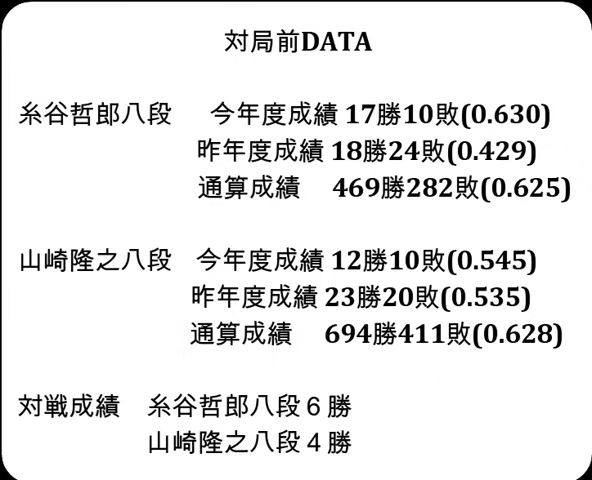 対局前DATA
糸谷哲郎八段 今年度成績 17勝10敗(0.630)
昨年度成績 18勝24敗(0.429)
通算成績 469勝282敗(0.625)
山崎隆之八段 今年度成績 12勝10敗(0.545)
昨年度成績 23勝20敗(0.535)
通算成績 694勝411敗(0.628)
対戦成績 糸谷哲郎八段６勝
山崎隆之八段４勝